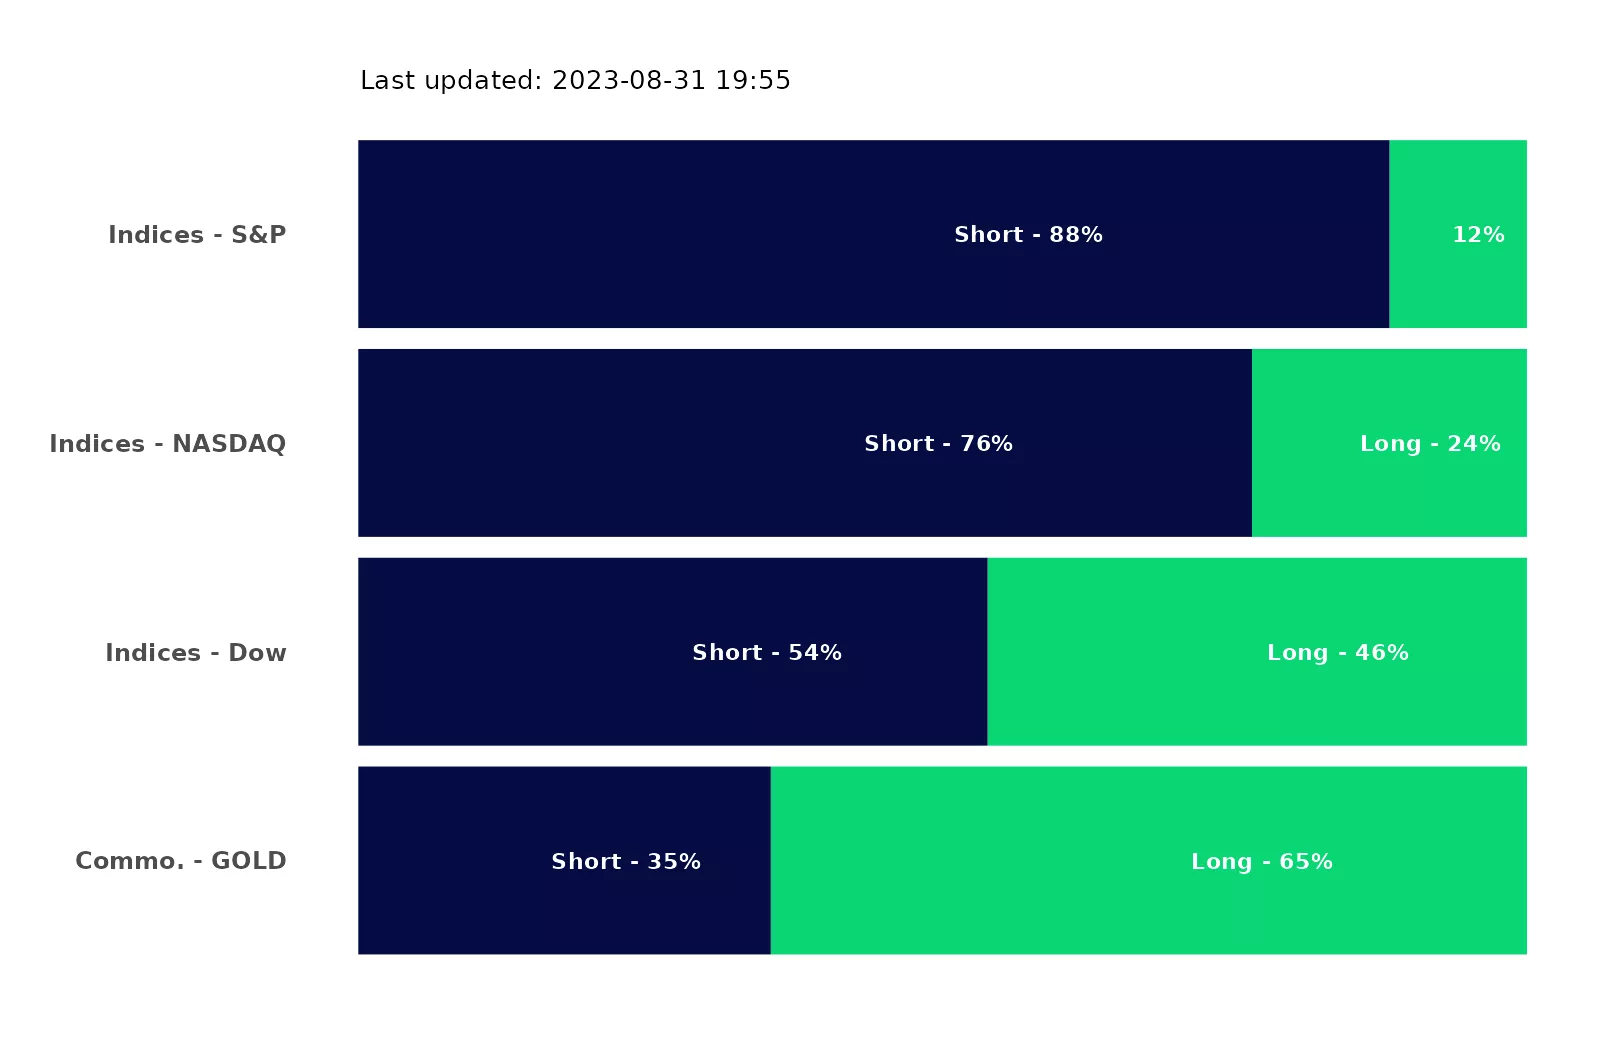 Last updated: 2023-08-31 19:55
Indices - S&P Short - 88% 12%
Indices - NASDAQ Short - 76% Long - 24%
Indices - Dow Short - 54% Long - 46%
Commo. - GOLD Short - 35% Long - 65%